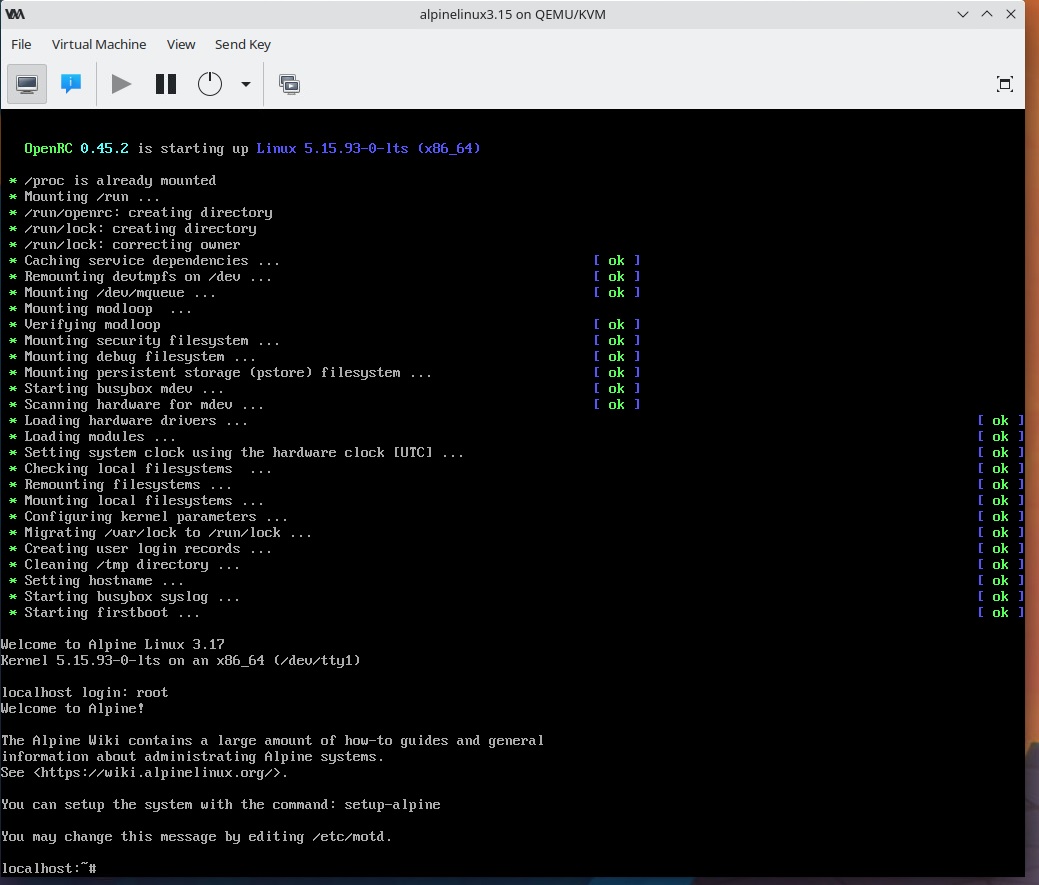 alpinelinux3.15 on QEMU/KVM
File Virtual Machine View Send Key
OpenRC 0.45.2 is starting up Linux 5.15.93-0-lts (x86_64)
* /proc is already mounted
* Mounting /run ...
* /run/openrc: creating directory
* /run/lock: creating directory
* /run/lock: correcting owner
* Caching service dependencies ... [ ok ]
* Remounting devtmpfs on /dev ... [ ok ]
* Mounting /dev/mqueue ... [ ok ]
* Mounting modloop  ...
* Verifying modloop [ ok ]
* Mounting security filesystem ... [ ok ]
* Mounting debug filesystem ... [ ok ]
* Mounting persistent storage (pstore) filesystem ... [ ok ]
* Starting busybox mdev ... [ ok ]
* Scanning hardware for mdev ... [ ok ]
* Loading hardware drivers ... [ ok ]
* Loading modules ... [ ok ]
* Setting system clock using the hardware clock [UTC] ... [ ok ]
* Checking local filesystems  ... [ ok ]
* Remounting filesystems ... [ ok ]
* Mounting local filesystems ... [ ok ]
* Configuring kernel parameters ... [ ok ]
* Migrating /var/lock to /run/lock ... [ ok ]
* Creating user login records ... [ ok ]
* Cleaning /tmp directory ... [ ok ]
* Setting hostname ... [ ok ]
* Starting busybox syslog ... [ ok ]
* Starting firstboot ... [ ok ]
Welcome to Alpine Linux 3.17
Kernel 5.15.93-0-lts on an x86_64 (/dev/tty1)
localhost login: root
Welcome to Alpine!
The Alpine Wiki contains a large amount of how-to guides and general
information about administrating Alpine systems.
See <https://wiki.alpinelinux.org/>.
You can setup the system with the command: setup-alpine
You may change this message by editing /etc/motd.
localhost:~#